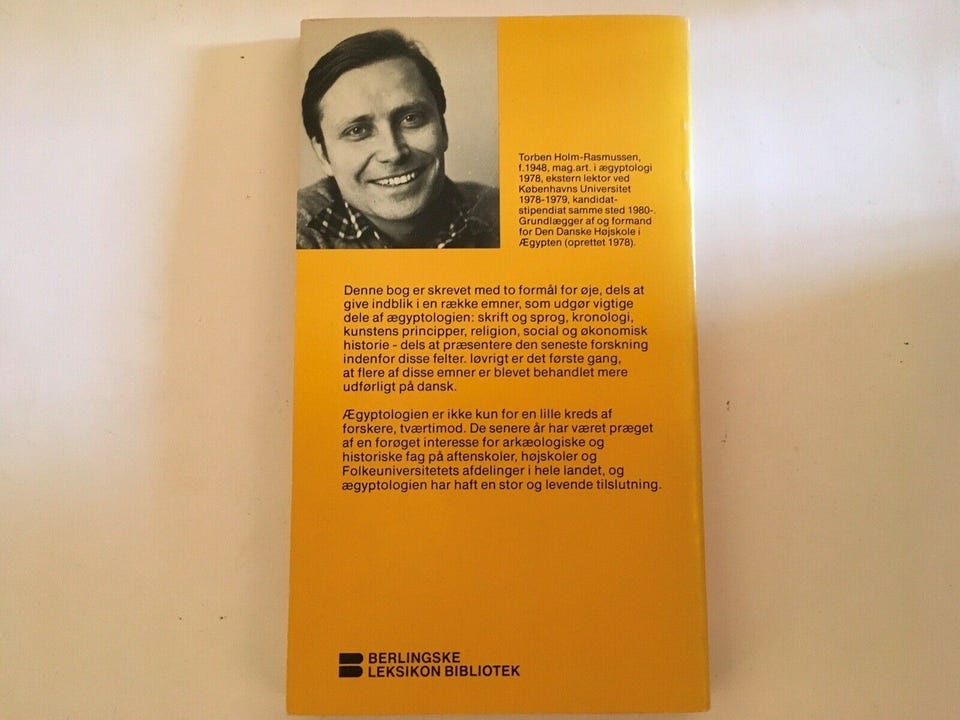 Torben Holm-Rasmussen,
f.1948, mag.art. i ægyptologi
1978, ekstern lektor ved
Københavns Universitet
1978-1979, kandidat-
stipendiat samme sted 1980-.
Grundlægger af og formand
for Den Danske Højskole i
Ægypten (oprettet 1978).
Denne bog er skrevet med to formål for øje, dels at
give indblik i en række emner, som udgør vigtige
dele af ægyptologien: skrift og sprog, kronologi,
kunstens principper, religion, social og økonomisk
historie - dels at præsentere den seneste forskning
indenfor disse felter. Iøvrigt er det første gang,
at flere af disse emner er blevet behandlet mere
udførligt på dansk.
Ægyptologien er ikke kun for en lille kreds af
forskere, tværtimod. De senere år har været præget
af en forøget interesse for arkæologiske og
historiske fag på aftenskoler, højskoler og
Folkeuniversitetets afdelinger i hele landet, og
ægyptologien har haft en stor og levende tilslutning.
BERLINGSKE
LEKSIKON BIBLIOTEK